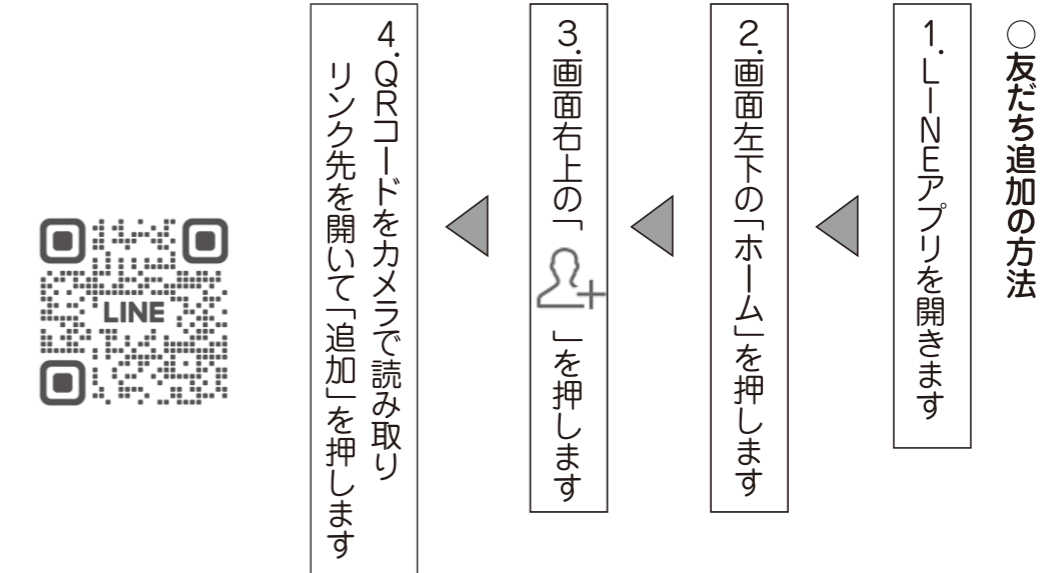 ○友だち追加の方法
1.LINEアプリを開きます
2.画面左下の「ホーム」を押します
3.画面右上の「 」を押します
4.QRコードをカメラで読み取り
リンク先を開いて「追加」を押します
LINE